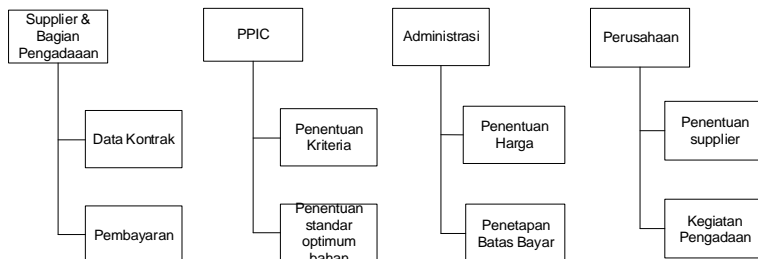 Supplier &
Bagian
Pengadaaan
Data Kontrak
Pembayaran
PPIC
Penentuan
Kriteria
Penentuan
standar
optimum
bahan
Administrasi
Penentuan
Harga
Penetapan
Batas Bayar
Perusahaan
Penentuan
supplier
Kegiatan
Pengadaan